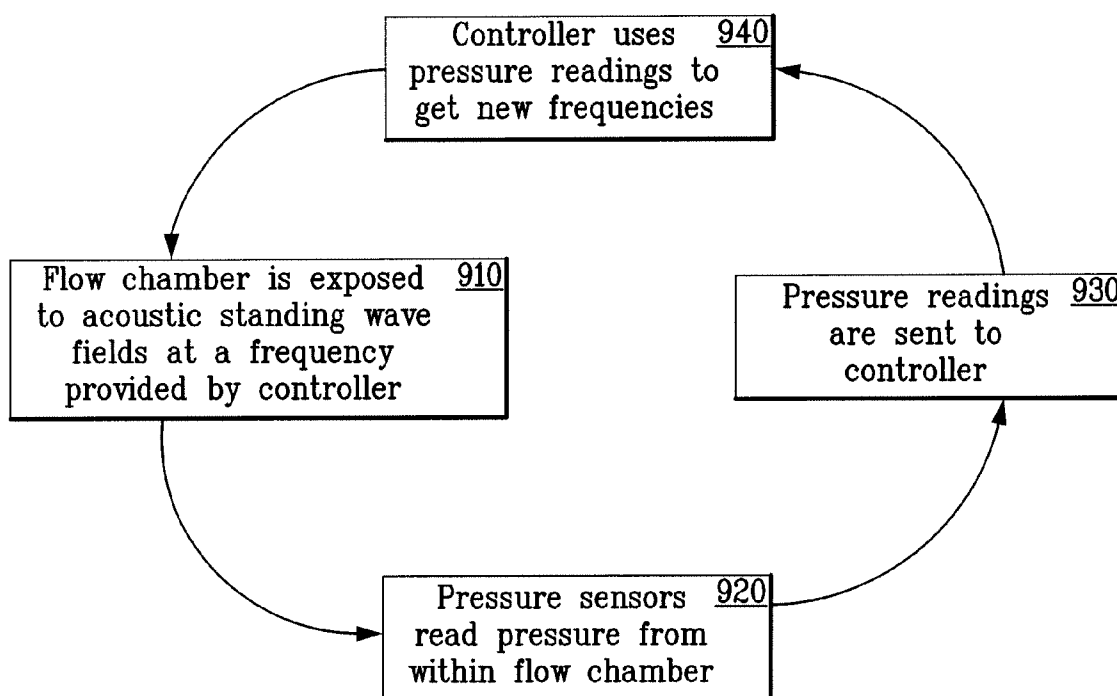 Controller uses 940
pressure readings to
get new frequencies
Flow chamber is exposed 910
to acoustic standing wave
fields at a frequency
provided by controller
Pressure readings 930
are sent to
controller
Pressure sensors 920
read pressure from
within flow chamber